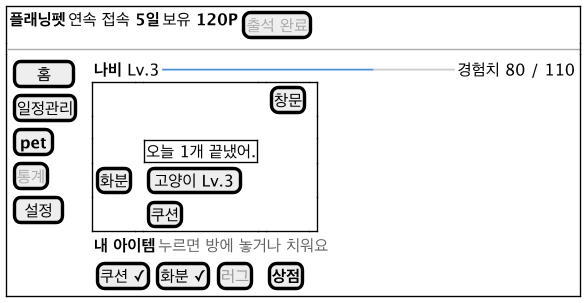 플래닝펫 연속 접속 5일 보유 120P 출석 완료
홈
일정관리
pet
통계
설정
나비 Lv.3 경험치 80 / 110
창문
오늘 1개 끝냈어.
화분 고양이 Lv.3
쿠션
내 아이템 누르면 방에 놓거나 치워요
쿠션 ✓ 화분 ✓ 러그 상점